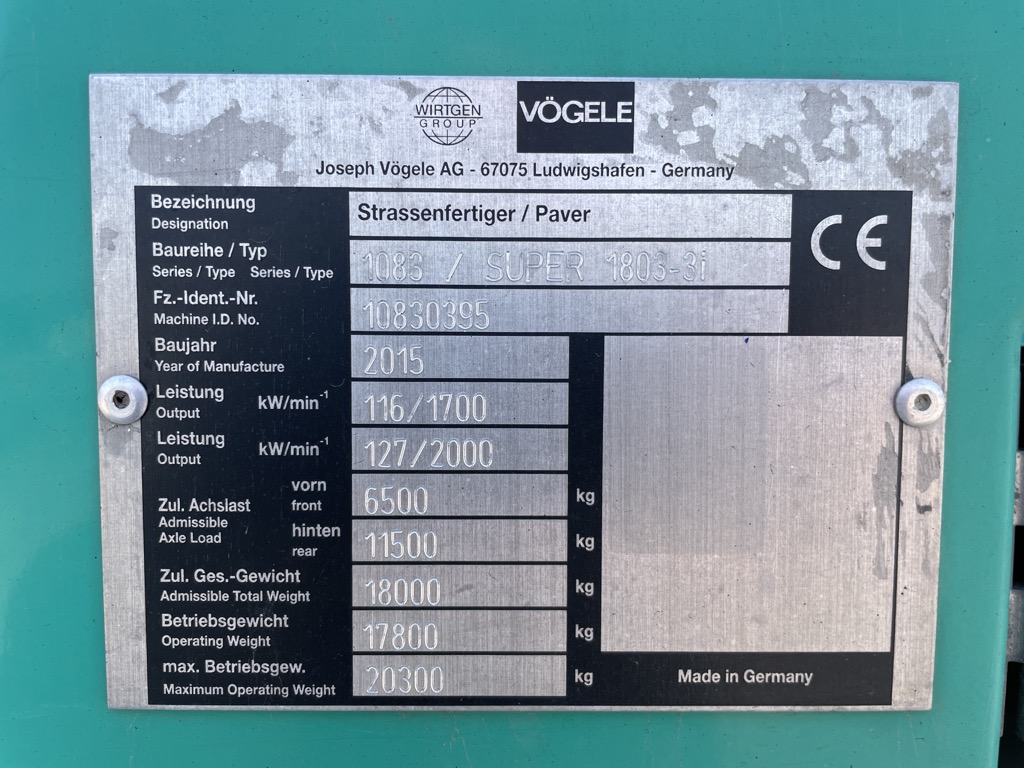 WIRTGEN
GROUP
VÖGELE
Joseph Vögele AG - 67075 Ludwigshafen - Germany
Bezeichnung
Designation
Strassenfertiger / Paver
CE
Baureihe / Typ
Series / Type Series / Type
1083 / SUPER 1803-3i
Fz.-Ident.-Nr.
Machine I.D. No.
10830395
Baujahr
Year of Manufacture
2015
Leistung
Output
kW/min-1
116/1700
Leistung
Output
kW/min-1
127/2000
Zul. Achslast
Admissible
Axle Load
vorn
front
6500 kg
hinten
rear
11500 kg
Zul. Ges.-Gewicht
Admissible Total Weight
18000 kg
Betriebsgewicht
Operating Weight
17800 kg
max. Betriebsgew.
Maximum Operating Weight
20300 kg
Made in Germany